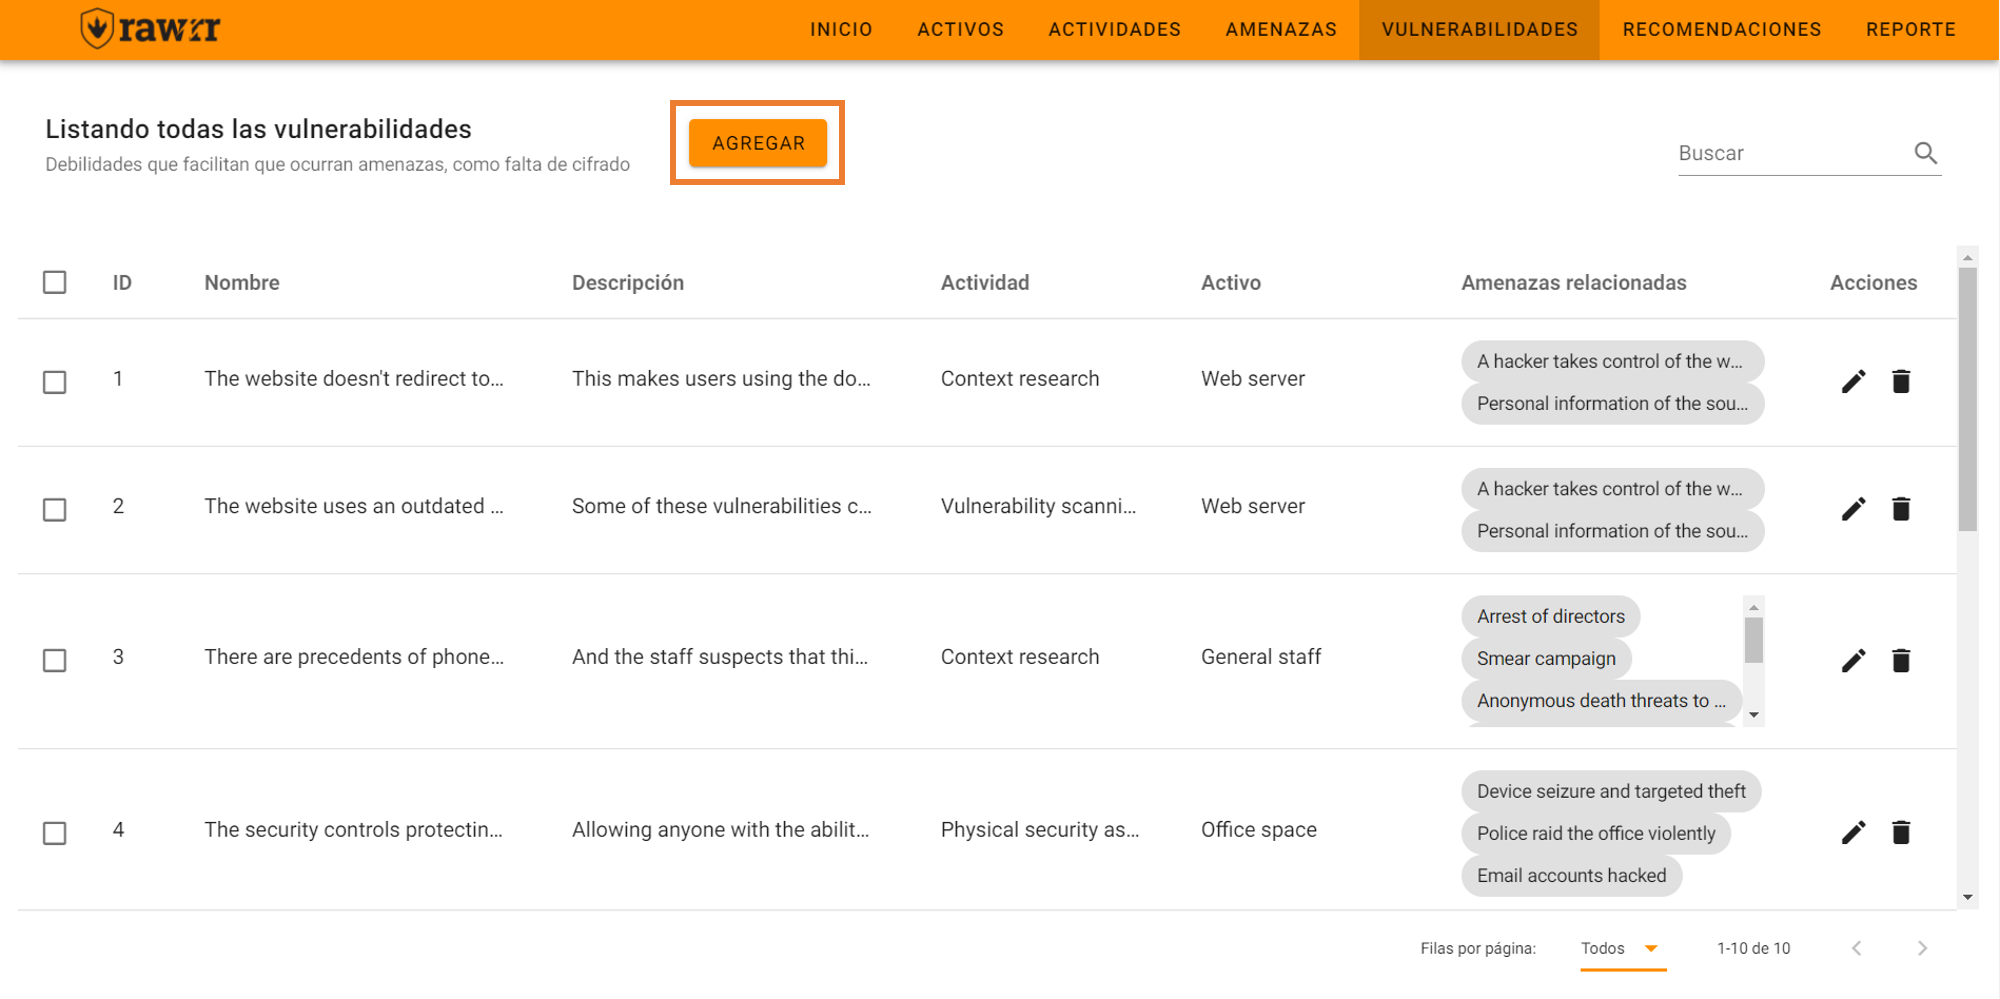 rawrr
INICIO ACTIVOS ACTIVIDADES AMENAZAS VULNERABILIDADES RECOMENDACIONES REPORTE
Listando todas las vulnerabilidades
Debilidades que facilitan que ocurran amenazas, como falta de cifrado
AGREGAR
Buscar
ID Nombre Descripción Actividad Activo Amenazas relacionadas Acciones
1 The website doesn't redirect to... This makes users using the do... Context research Web server
A hacker takes control of the w...
Personal information of the sou...
2 The website uses an outdated ... Some of these vulnerabilities c... Vulnerability scanni... Web server
A hacker takes control of the w...
Personal information of the sou...
3 There are precedents of phone... And the staff suspects that thi... Context research General staff
Arrest of directors
Smear campaign
Anonymous death threats to ...
4 The security controls protectin... Allowing anyone with the abilit... Physical security as... Office space
Device seizure and targeted theft
Police raid the office violently
Email accounts hacked
Filas por página: Todos 1-10 de 10